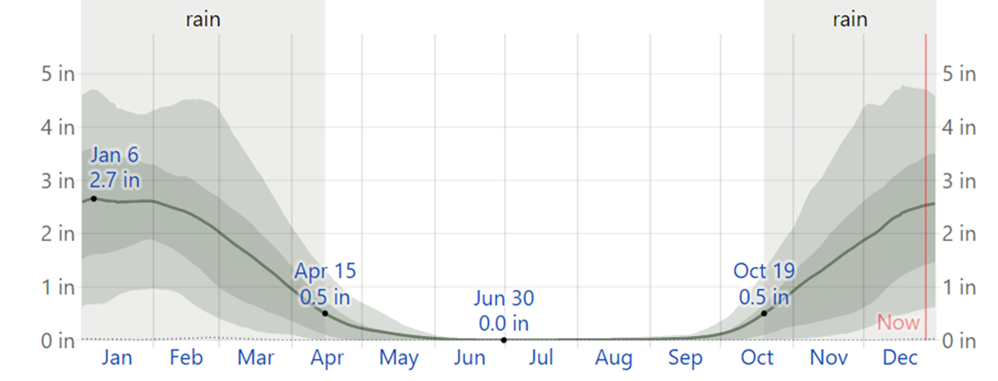 rain rain
5 in 5 in
4 in 4 in
Jan 6
3 in 2.7 in 3 in
2 in 2 in
Apr 15 Oct 19
1 in 0.5 in Jun 30 0.5 in 1 in
0.0 in Now
0 in 0 in
Jan Feb Mar Apr May Jun Jul Aug Sep Oct Nov Dec